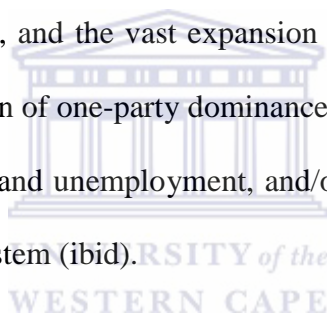 , and the vast expansion
n of one-party dominance
and unemployment, and/o
stem (ibid).
UNIVERSITY of the
WESTERN CAPE